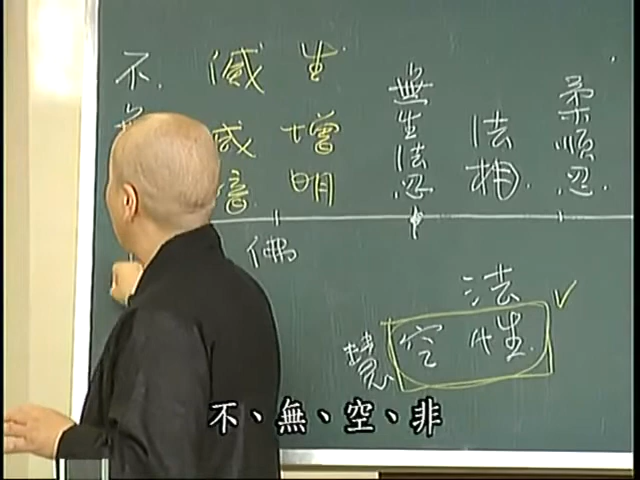 柔順忍
法相
無生法忍
生增明
滅減暗
不
佛
法
空性
慧
不、無、空、非